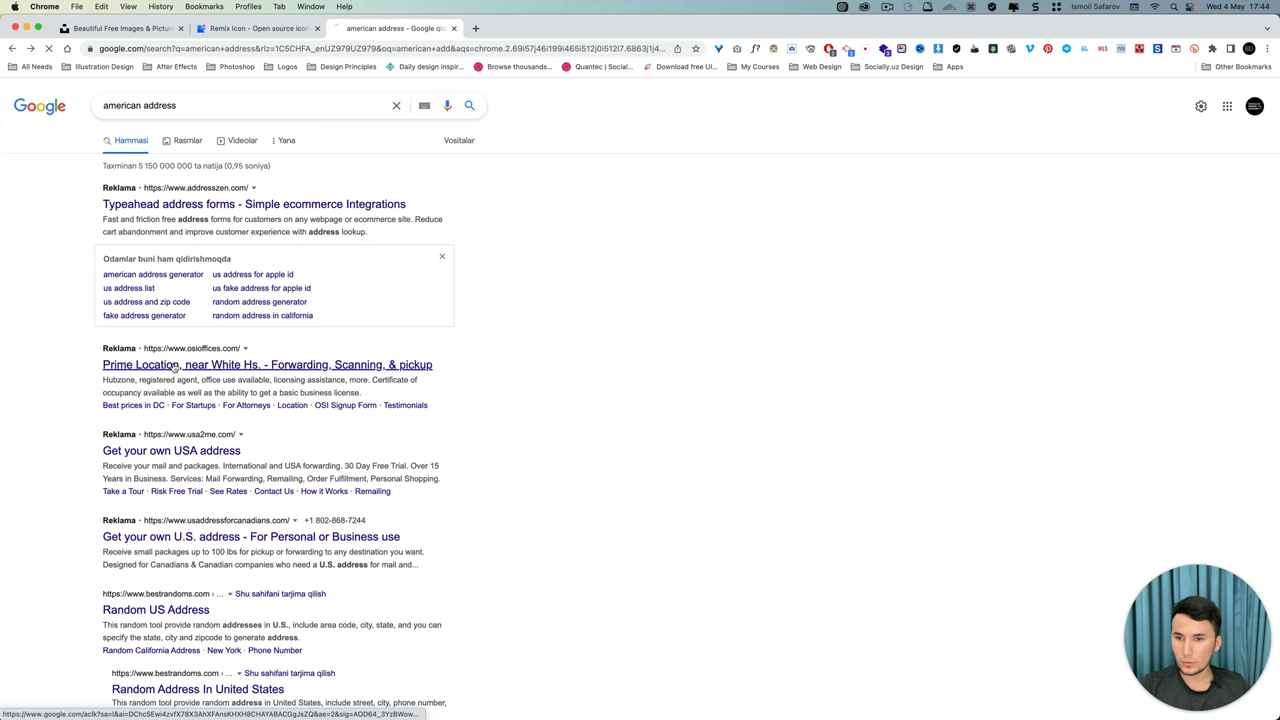 Chrome File Edit View History Bookmarks Profiles Tab Window Help Ismoil Safarov Wed 4 May 17:44
Beautiful Free Images & Pictu Remix Icon - Open source icon american address - Google qid
google.com/search?q=american+address&rlz=1C5CHFA_enUZ979UZ979&oq=american+add&aqs=chrome.2.69i57j46i199i465i512j0i512l7.6863j1j4...
All Needs Illustration Design After Effects Photoshop Logos Design Principles Daily design inspir... Browse thousands... Quantec | Social... Download free UI... My Courses Web Design Socially.uz Design Apps Other Bookmarks
Google american address
Hammasi Rasmlar Videolar Yana Vositalar
Taxminan 5 150 000 000 ta natija (0,95 soniya)
Reklama · https://www.addresszen.com/
Typeahead address forms - Simple ecommerce Integrations
Fast and friction free address forms for customers on any webpage or ecommerce site. Reduce
cart abandonment and improve customer experience with address lookup.
Odamlar buni ham qidirishmoqda
american address generator us address for apple id
us address list us fake address for apple id
us address and zip code random address generator
fake address generator random address in california
Reklama · https://www.osioffices.com/
Prime Location, near White Hs. - Forwarding, Scanning, & pickup
Hubzone, registered agent, office use available, licensing assistance, more. Certificate of
occupancy available as well as the ability to get a basic business license.
Best prices in DC · For Startups · For Attorneys · Location · OSI Signup Form · Testimonials
Reklama · https://www.usa2me.com/
Get your own USA address
Receive your mail and packages. International and USA forwarding. 30 Day Free Trial. Over 15
Years in Business. Services: Mail Forwarding, Remailing, Order Fulfillment, Personal Shopping.
Take a Tour · Risk Free Trial · See Rates · Contact Us · How it Works · Remailing
Reklama · https://www.usaddressforcanadians.com/ +1 802-868-7244
Get your own U.S. address - For Personal or Business use
Receive small packages up to 100 lbs for pickup or forwarding to any destination you want.
Designed for Canadians & Canadian companies who need a U.S. address for mail and...
https://www.bestrandoms.com › ... Shu sahifani tarjima qilish
Random US Address
This random tool provide random addresses in U.S., include area code, city, state, and you can
specify the state, city and zipcode to generate address.
Random California Address · New York · Phone Number
https://www.bestrandoms.com › ... Shu sahifani tarjima qilish
Random Address In United States
This random tool provide random address in United States, include street, city, phone number,